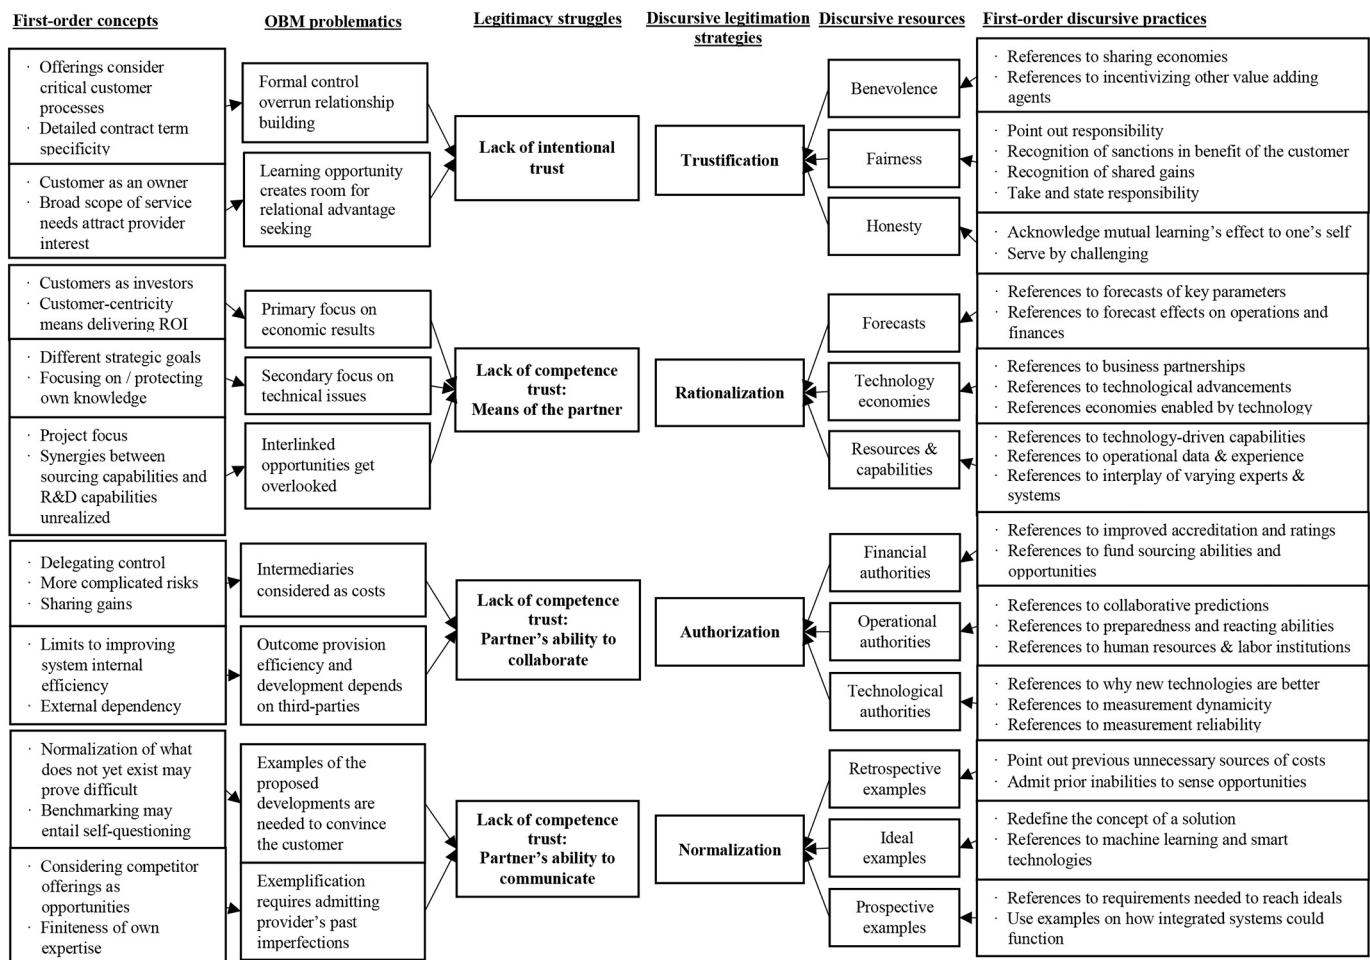 First-order concepts
OBM problematics
Legitimacy struggles
Discursive legitimation
strategies
Discursive resources
First-order discursive practices
· Offerings consider
critical customer
processes
· Detailed contract term
specificity
· Customer as an owner
· Broad scope of service
needs attract provider
interest
Formal control
overrun relationship
building
Learning opportunity
creates room for
relational advantage
seeking
Lack of intentional
trust
Trustification
Benevolence
Fairness
Honesty
· References to sharing economies
· References to incentivizing other value adding
agents
· Point out responsibility
· Recognition of sanctions in benefit of the customer
· Recognition of shared gains
· Take and state responsibility
· Acknowledge mutual learning's effect to one's self
· Serve by challenging
· Customers as investors
· Customer-centricity
means delivering ROI
· Different strategic goals
· Focusing on / protecting
own knowledge
· Project focus
· Synergies between
sourcing capabilities and
R&D capabilities
unrealized
Primary focus on
economic results
Secondary focus on
technical issues
Interlinked
opportunities get
overlooked
Lack of competence
trust:
Means of the partner
Rationalization
Forecasts
Technology
economies
Resources &
capabilities
· References to forecasts of key parameters
· References to forecast effects on operations and
finances
· References to business partnerships
· References to technological advancements
· References economies enabled by technology
· References to technology-driven capabilities
· References to operational data & experience
· References to interplay of varying experts &
systems
· Delegating control
· More complicated risks
· Sharing gains
· Limits to improving
system internal
efficiency
· External dependency
Intermediaries
considered as costs
Outcome provision
efficiency and
development depends
on third-parties
Lack of competence
trust:
Partner's ability to
collaborate
Authorization
Financial
authorities
Operational
authorities
Technological
authorities
· References to improved accreditation and ratings
· References to fund sourcing abilities and
opportunities
· References to collaborative predictions
· References to preparedness and reacting abilities
· References to human resources & labor institutions
· References to why new technologies are better
· References to measurement dynamicity
· References to measurement reliability
· Normalization of what
does not yet exist may
prove difficult
· Benchmarking may
entail self-questioning
· Considering competitor
offerings as
opportunities
· Finiteness of own
expertise
Examples of the
proposed
developments are
needed to convince
the customer
Exemplification
requires admitting
provider's past
imperfections
Lack of competence
trust:
Partner's ability to
communicate
Normalization
Retrospective
examples
Ideal
examples
Prospective
examples
· Point out previous unnecessary sources of costs
· Admit prior inabilities to sense opportunities
· Redefine the concept of a solution
· References to machine learning and smart
technologies
· References to requirements needed to reach ideals
· Use examples on how integrated systems could
function